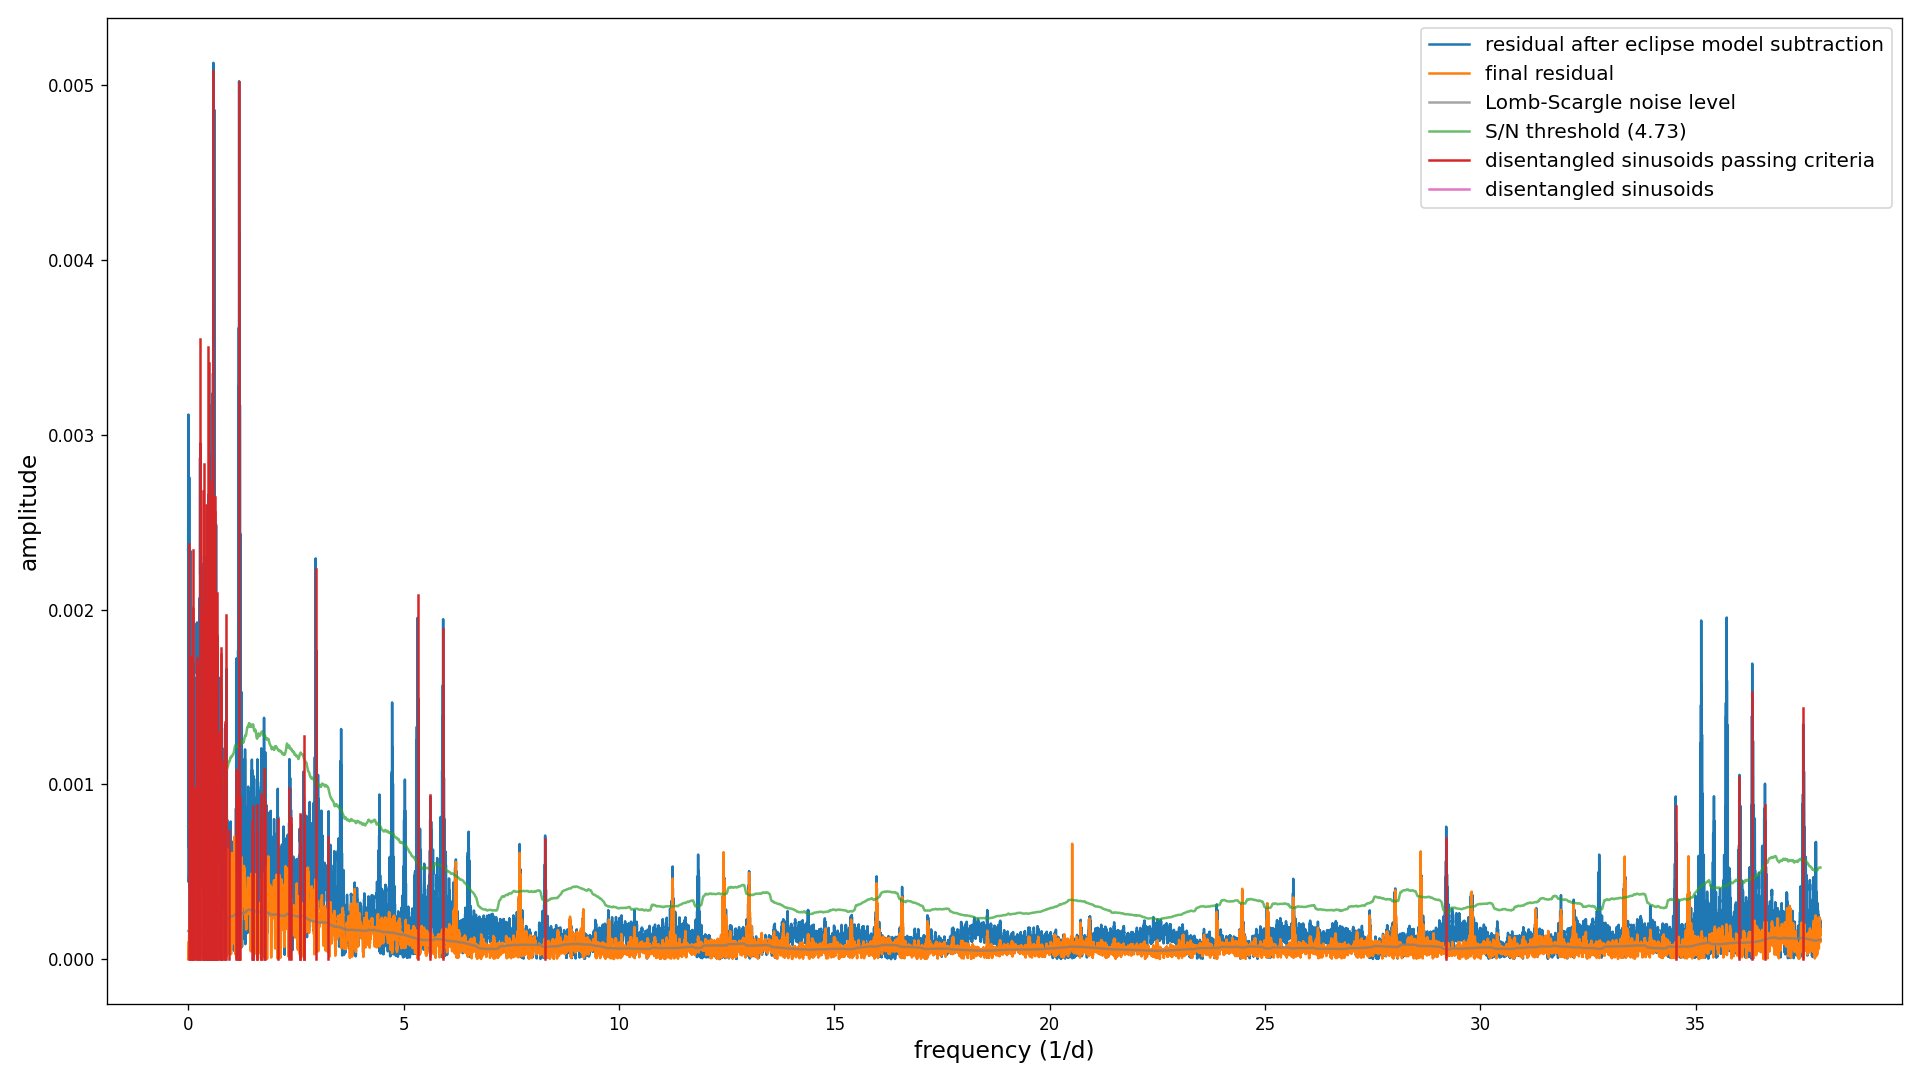 residual after eclipse model subtraction
final residual
Lomb-Scargle noise level
S/N threshold (4.73)
disentangled sinusoids passing criteria
disentangled sinusoids
0.005
0.004
0.003
0.002
0.001
0.000
amplitude
0 5 10 15 20 25 30 35
frequency (1/d)